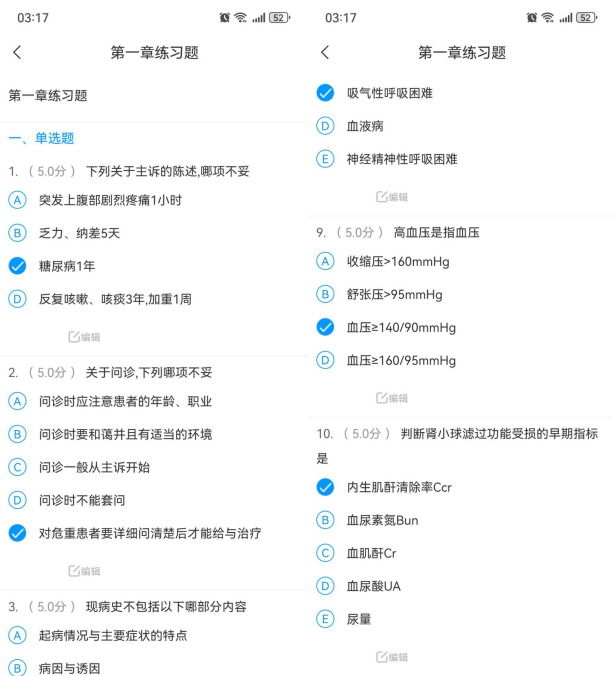 03:17
52
第一章练习题
第一章练习题
一、单选题
1. （5.0分） 下列关于主诉的陈述,哪项不妥
A 突发上腹部剧烈疼痛1小时
B 乏力、纳差5天
糖尿病1年
D 反复咳嗽、咳痰3年,加重1周
编辑
2. （5.0分） 关于问诊,下列哪项不妥
A 问诊时应注意患者的年龄、职业
B 问诊时要和蔼并且有适当的环境
C 问诊一般从主诉开始
D 问诊时不能套问
对危重患者要详细问清楚后才能给与治疗
编辑
3. （5.0分） 现病史不包括以下哪部分内容
A 起病情况与主要症状的特点
B 病因与诱因
03:17
52
第一章练习题
吸气性呼吸困难
D 血液病
E 神经精神性呼吸困难
编辑
9. （5.0分） 高血压是指血压
A 收缩压>160mmHg
B 舒张压>95mmHg
血压≥140/90mmHg
D 血压≥160/95mmHg
编辑
10. （5.0分） 判断肾小球滤过功能受损的早期指标
是
内生肌酐清除率Ccr
B 血尿素氮Bun
C 血肌酐Cr
D 血尿酸UA
E 尿量
编辑